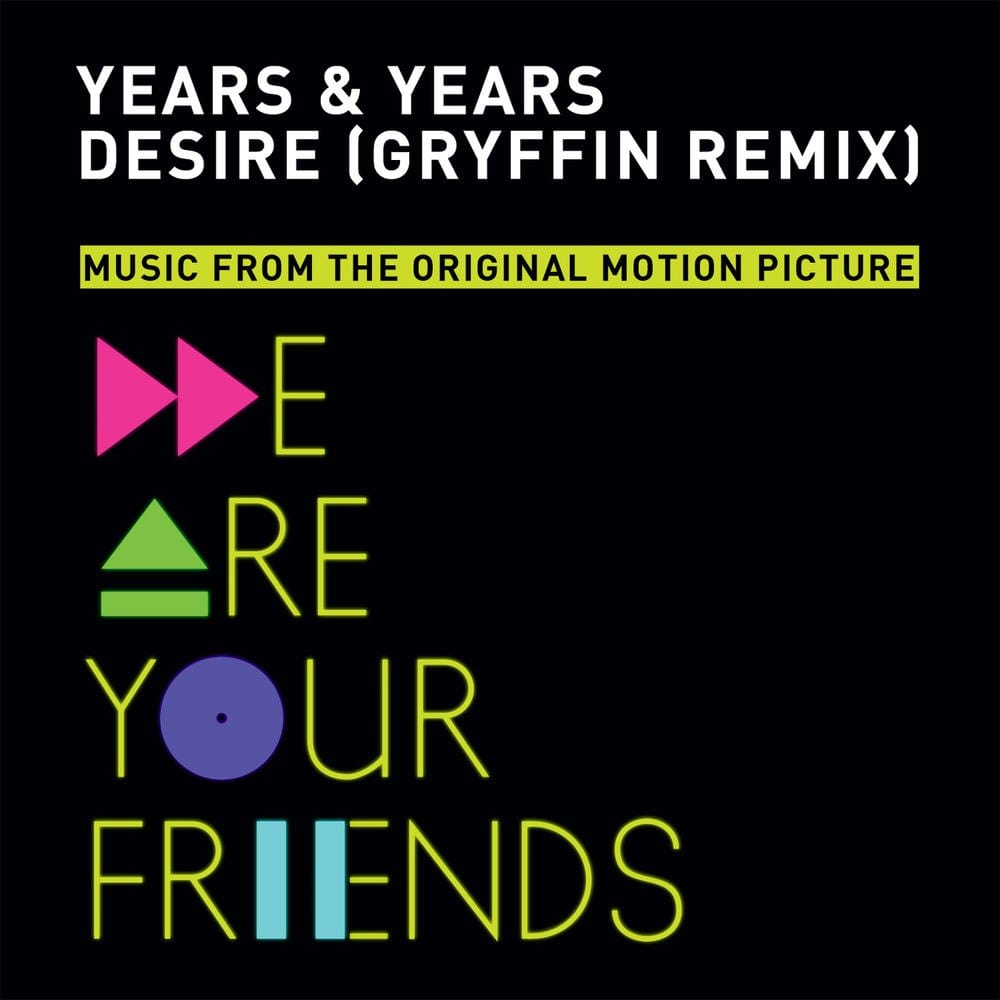 YEARS & YEARS
DESIRE (GRYFFIN REMIX)
MUSIC FROM THE ORIGINAL MOTION PICTURE
WE
ARE
YOUR
FRIENDS